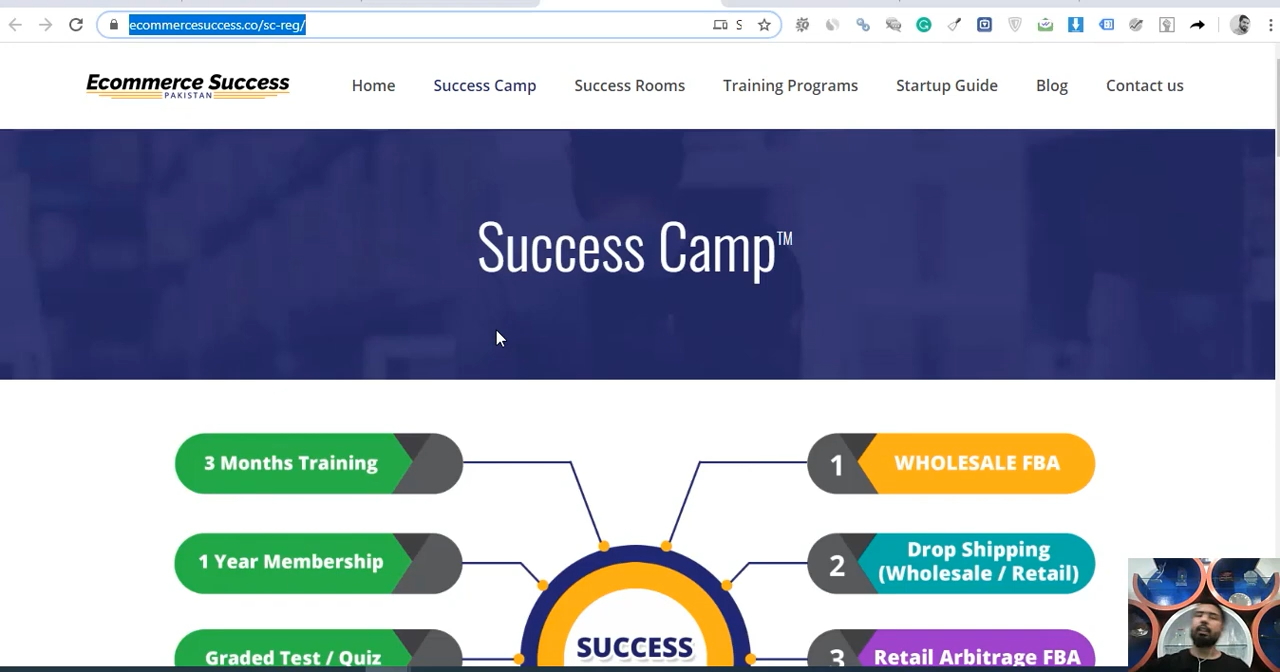 ecommercesuccess.co/sc-reg/
S
Ecommerce Success
PAKISTAN
Home
Success Camp
Success Rooms
Training Programs
Startup Guide
Blog
Contact us
Success Camp™
3 Months Training
1 WHOLESALE FBA
1 Year Membership
2 Drop Shipping
(Wholesale / Retail)
Graded Test / Quiz
SUCCESS
3 Retail Arbitrage FBA